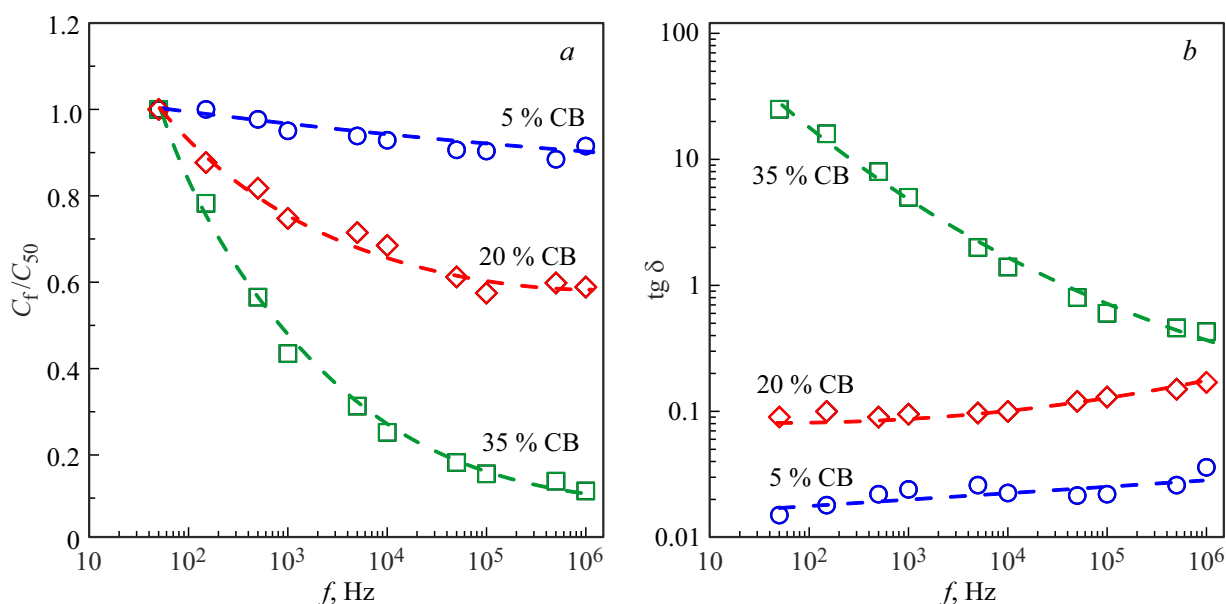 a
1.2
1.0
0.8
0.6
0.4
0.2
0
C_f/C_50
5 % CB
20 % CB
35 % CB
10 10^2 10^3 10^4 10^5 10^6
f, Hz
b
100
10
1
0.1
0.01
tg δ
35 % CB
20 % CB
5 % CB
10 10^2 10^3 10^4 10^5 10^6
f, Hz